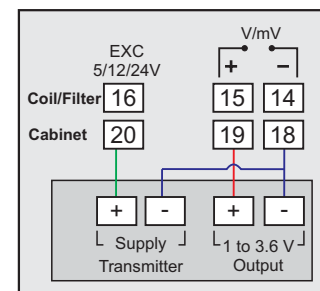 V/mV
EXC
5/12/24V
+ −
Coil/Filter 16 15 14
Cabinet 20 19 18
+ - + -
Supply 1 to 3.6 V
Transmitter Output